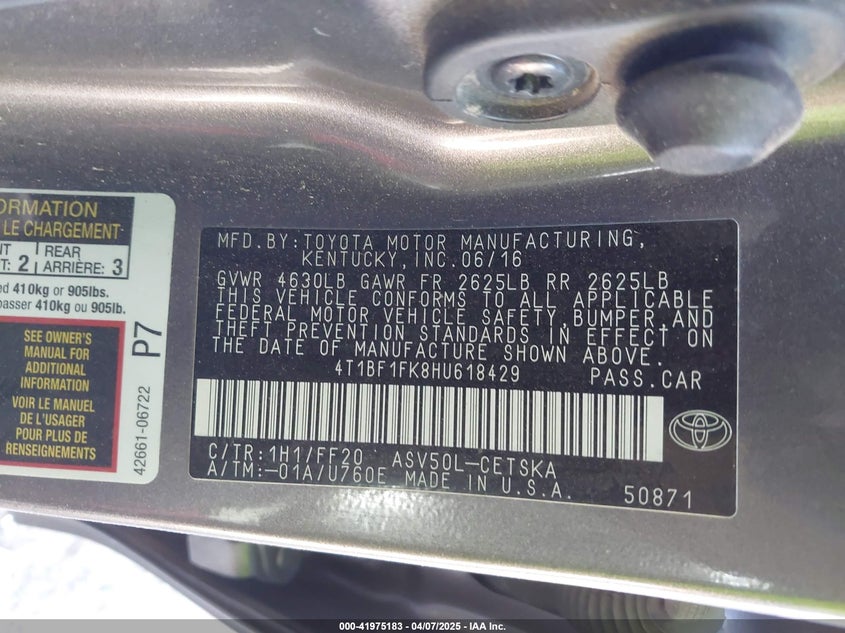 ORMATION
LE CHARGEMENT
2
REAR
ARRIÈRE: 3
ed 410kg or 905lbs.
passer 410kg ou 905lb.
SEE OWNER'S
MANUAL FOR
ADDITIONAL
INFORMATION
VOIR LE MANUEL
DE L'USAGER
POUR PLUS DE
RENSEIGNEMENTS
P7
42661-06722
MFD.BY:TOYOTA MOTOR MANUFACTURING,
KENTUCKY, INC. 06/16
GVWR 4630LB GAWR FR 2625LB RR 2625LB
THIS VEHICLE CONFORMS TO ALL APPLICABLE
FEDERAL MOTOR VEHICLE SAFETY, BUMPER, AND
THEFT PREVENTION STANDARDS IN EFFECT ON
THE DATE OF MANUFACTURE SHOWN ABOVE.
4T1BF1FK8HU618429 PASS.CAR
C/TR:1H1/FF20 ASV50L-CETSKA
A/TM:-01A/U760E MADE IN U.S.A. 50871
000-41975183 - 04/07/2025 - IAA Inc.